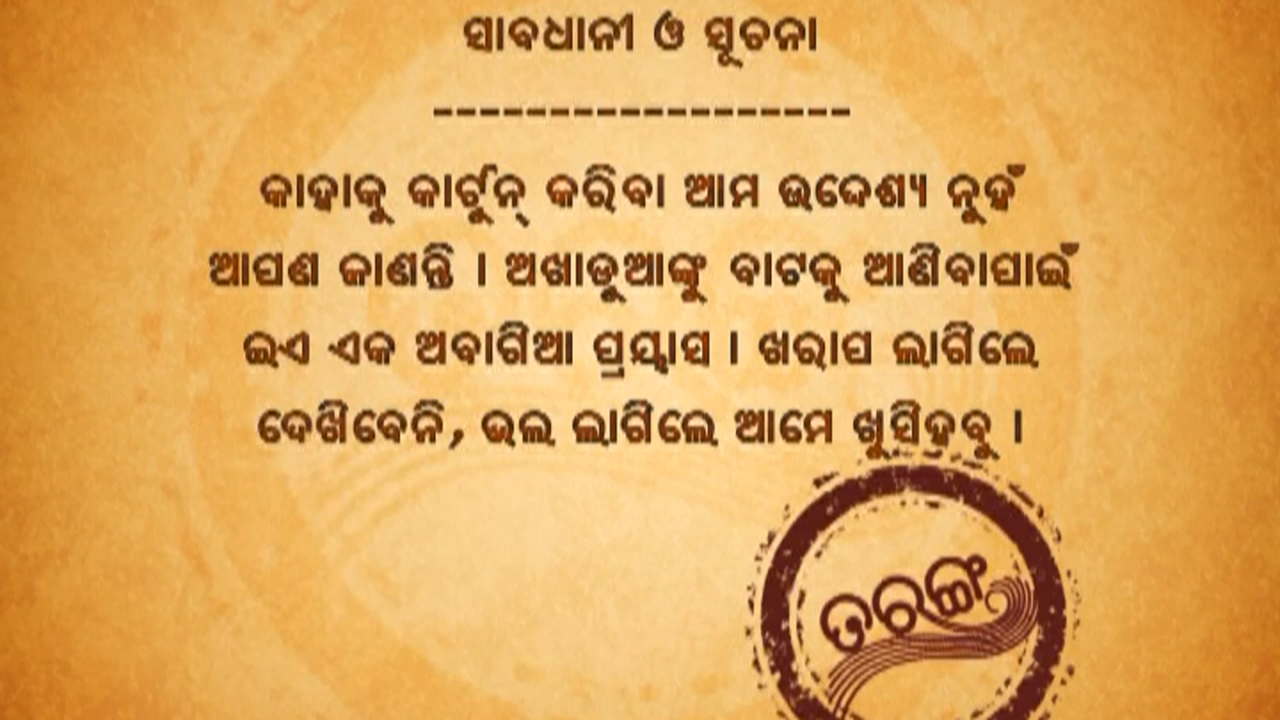 ସାବଧାନୀ ଓ ସୂଚନା
------------------
କାହାକୁ କାର୍ଟୁନ୍ କରିବା ଆମ ଉଦ୍ଦେଶ୍ୟ ନୁହଁ
ଆପଣ ଜାଣନ୍ତି । ଅଖାଡୁଆଙ୍କୁ ବାଟକୁ ଆଣିବାପାଇଁ
ଇଏ ଏକ ଅବାଗିଆ ପ୍ରୟାସ । ଖରାପ ଲାଗିଲେ
ଦେଖିବେନି, ଭଲ ଲାଗିଲେ ଆମେ ଖୁସିହବୁ ।
ତରଙ୍ଗ